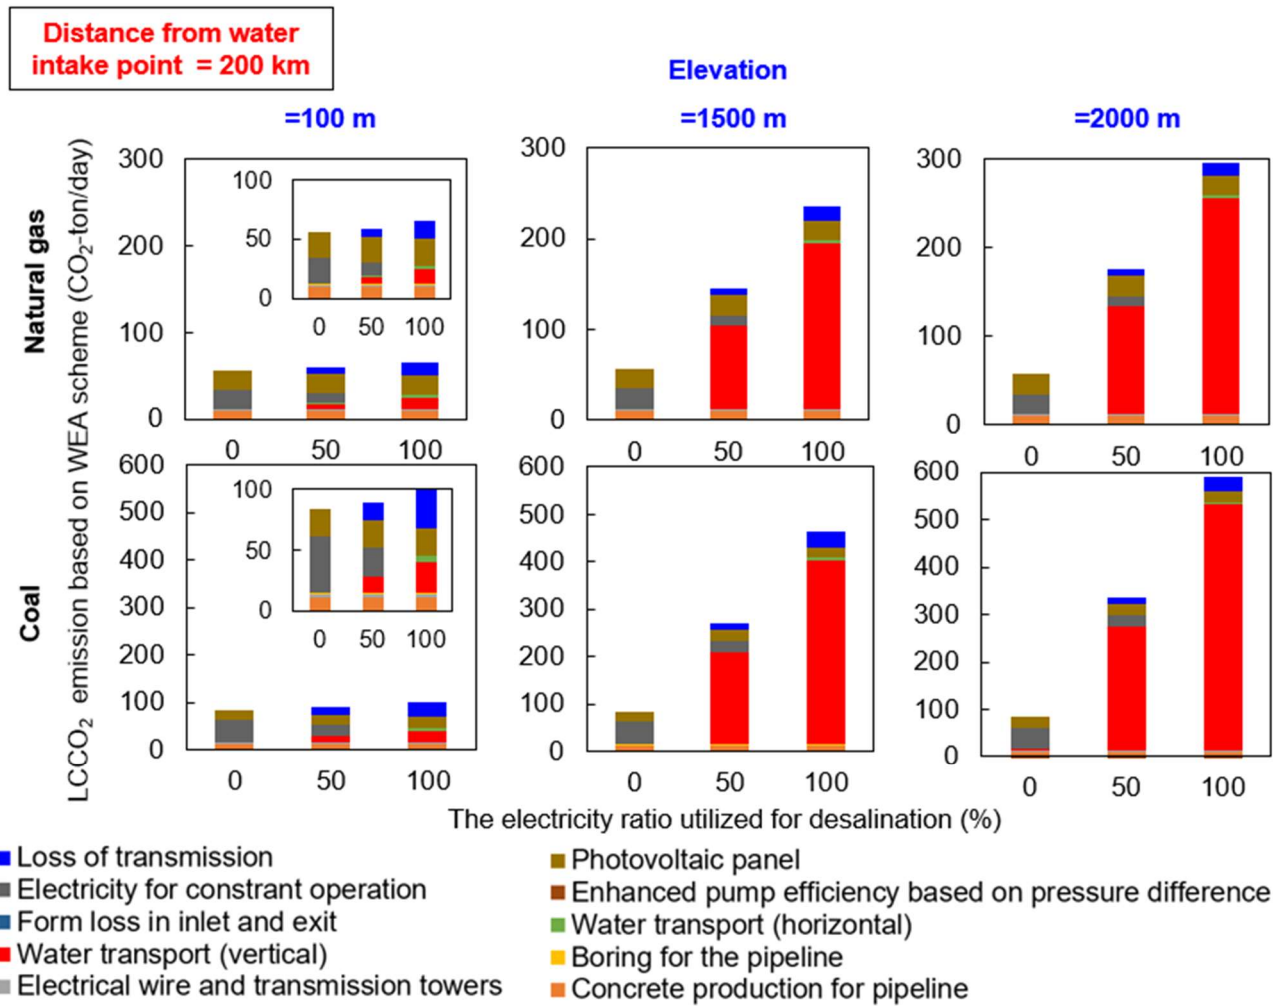 Distance from water
intake point = 200 km
Elevation
=100 m
=1500 m
=2000 m
LCCO2 emission based on WEA scheme (CO2-ton/day)
Natural gas
300
200
100
0
100
50
0
0 50 100
0 50 100
300
200
100
0
0 50 100
300
200
100
0
0 50 100
Coal
600
500
400
300
200
100
0
100
50
0
0 50 100
0 50 100
600
500
400
300
200
100
0
0 50 100
600
500
400
300
200
100
0
0 50 100
The electricity ratio utilized for desalination (%)
Loss of transmission
Electricity for constrant operation
Form loss in inlet and exit
Water transport (vertical)
Electrical wire and transmission towers
Photovoltaic panel
Enhanced pump efficiency based on pressure difference
Water transport (horizontal)
Boring for the pipeline
Concrete production for pipeline